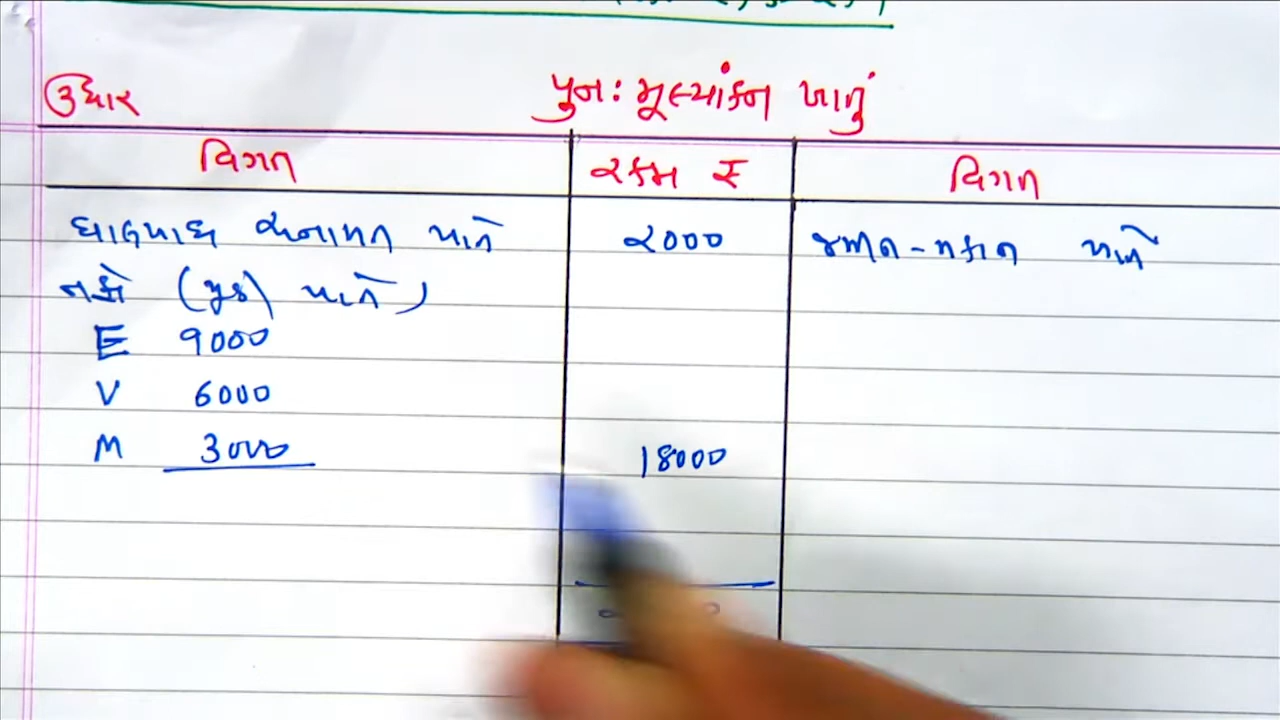 ઉધાર પુનઃ મૂલ્યાંકન ખાતું
વિગત રકમ ₹ વિગત
ઘાલખાધ અનામત ખાતે 2000 જમીન-મકાન ખાતે
નફો (મૂડી ખાતે)
E 9000
V 6000
M 3000 18000